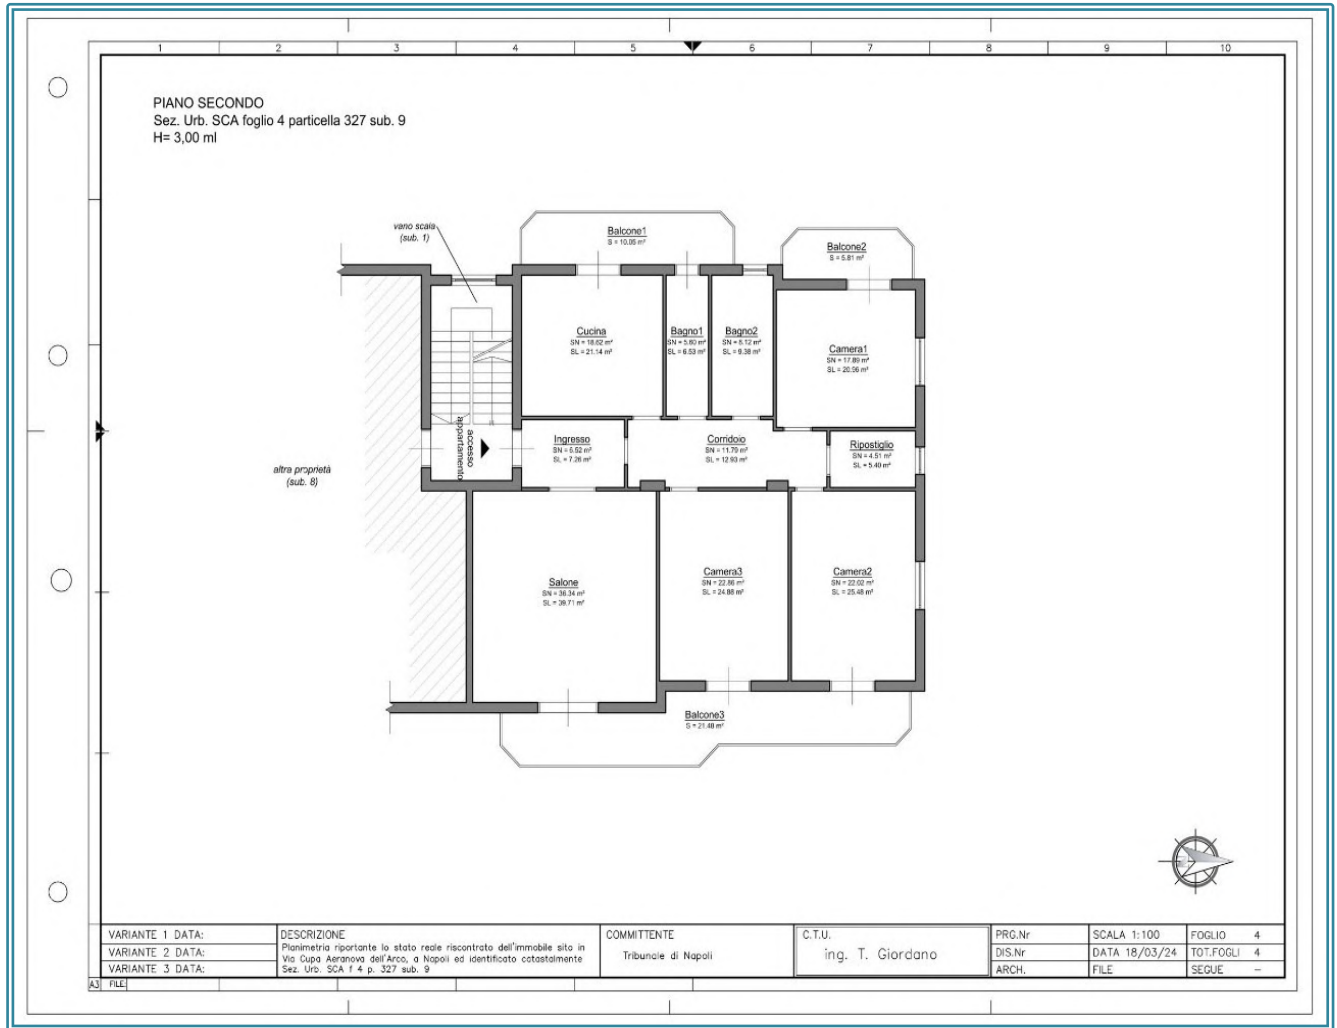 1 2 3 4 5 6 7 8 9 10
PIANO SECONDO
Sez. Urb. SCA foglio 4 particella 327 sub. 9
H= 3,00 ml
vano scala
(sub. 1)
Balcone1
S = 10.05 m²
Balcone2
S = 5.81 m²
Cucina
SN = 18.62 m²
SL = 21.14 m²
Bagno1
SN = 5.80 m²
SL = 6.53 m²
Bagno2
SN = 8.12 m²
SL = 9.38 m²
Camera1
SN = 17.89 m²
SL = 20.96 m²
accesso
appartamento
Ingresso
SN = 6.52 m²
SL = 7.26 m²
Corridoio
SN = 11.79 m²
SL = 12.93 m²
Ripostiglio
SN = 4.51 m²
SL = 5.40 m²
altra proprietà
(sub. 8)
Salone
SN = 36.34 m²
SL = 39.71 m²
Camera3
SN = 22.86 m²
SL = 24.88 m²
Camera2
SN = 22.02 m²
SL = 25.48 m²
Balcone3
S = 21.48 m²
VARIANTE 1 DATA:
VARIANTE 2 DATA:
VARIANTE 3 DATA:
DESCRIZIONE
Planimetria riportante lo stato reale riscontrato dell'immobile sito in
Via Cupa Aeranova dell'Arco, a Napoli ed identificato catastalmente
Sez. Urb. SCA f 4 p. 327 sub. 9
COMMITTENTE
Tribunale di Napoli
C.T.U.
ing. T. Giordano
PRG.Nr
DIS.Nr
ARCH.
SCALA 1:100
DATA 18/03/24
FILE
FOGLIO 4
TOT.FOGLI 4
SEGUE –
A3 FILE: